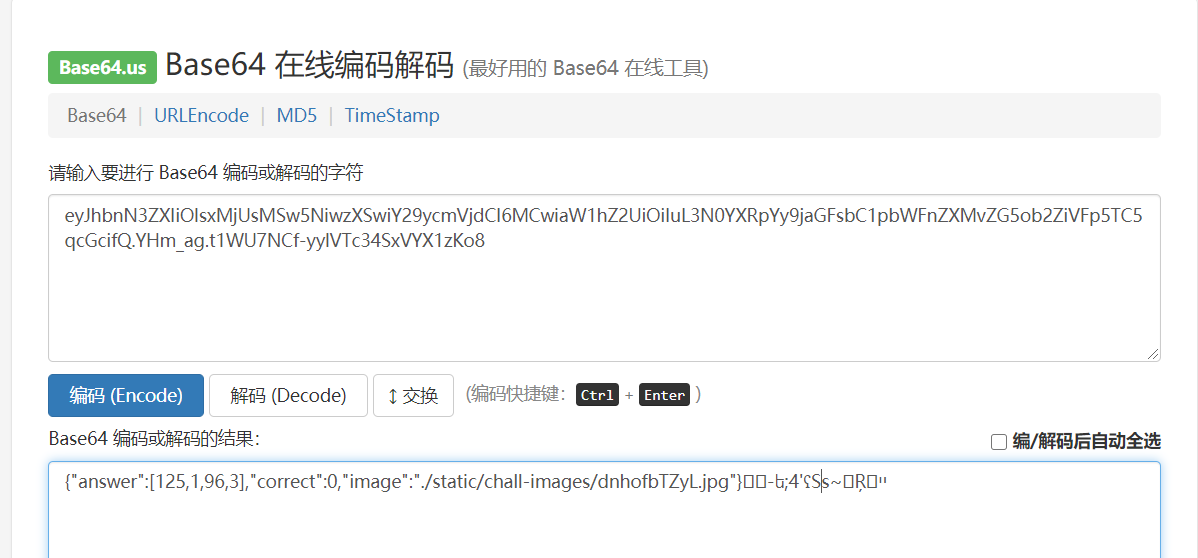 Base64.us Base64 在线编码解码 (最好用的 Base64 在线工具)
Base64 | URLEncode | MD5 | TimeStamp
请输入要进行 Base64 编码或解码的字符
eyJhbnN3ZXIiOlsxMjUsMSw5NiwzXSwiY29ycmVjdCI6MCwiaW1hZ2UiOiIuL3N0YXRpYy9jaGFsbC1pbWFnZXMvZG5ob2ZiVFp5TC5
qcGcifQ.YHm_ag.t1WU7NCf-yylVTc34SxVYX1zKo8
编码 (Encode) 解码 (Decode) ↕ 交换 (编码快捷键: Ctrl + Enter )
Base64 编码或解码的结果:
编/解码后自动全选
{"answer":[125,1,96,3],"correct":0,"image":"./static/chall-images/dnhofbTZyL.jpg"}